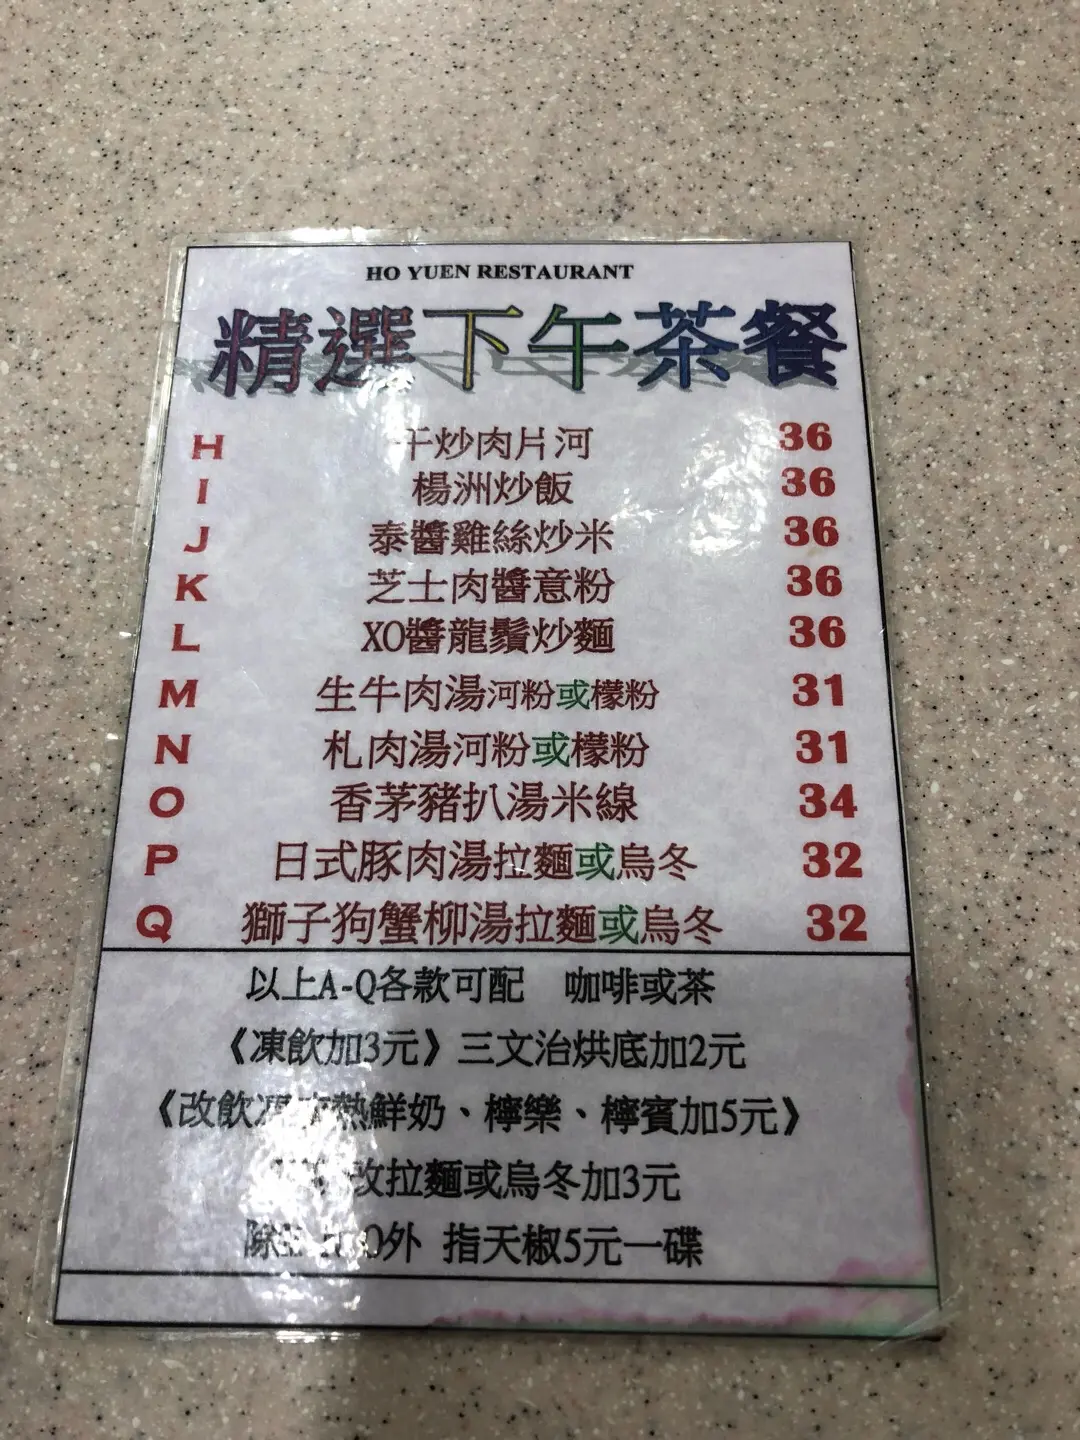 HO YUEN RESTAURANT
精選下午茶餐
H 干炒肉片河 36
I 楊洲炒飯 36
J 泰醬雞絲炒米 36
K 芝士肉醬意粉 36
L XO醬龍鬚炒麵 36
M 生牛肉湯河粉或檬粉 31
N 札肉湯河粉或檬粉 31
O 香茅豬扒湯米線 34
P 日式豚肉湯拉麵或烏冬 32
Q 獅子狗蟹柳湯拉麵或烏冬 32
以上A-Q各款可配 咖啡或茶
《凍飲加3元》三文治烘底加2元
《改飲熱鮮奶、檸樂、檸賓加5元》
改拉麵或烏冬加3元
除外 指天椒5元一碟